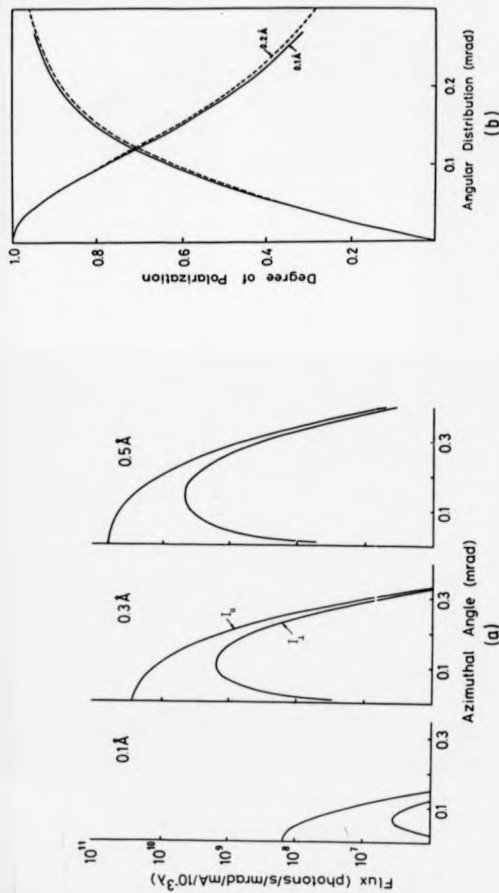 Flux (photons/s/mrad/mA/10⁻³λ)
10¹¹
10¹⁰
10⁹
10⁸
10⁷
0.1Å
0.1
0.3
0.3Å
I∥
I⊥
0.1
0.3
0.5Å
0.1
0.3
Azimuthal Angle (mrad)
(a)
Degree of Polarization
1.0
0.8
0.6
0.4
0.2
0.2Å
0.1Å
0.1
0.2
Angular Distribution (mrad)
(b)